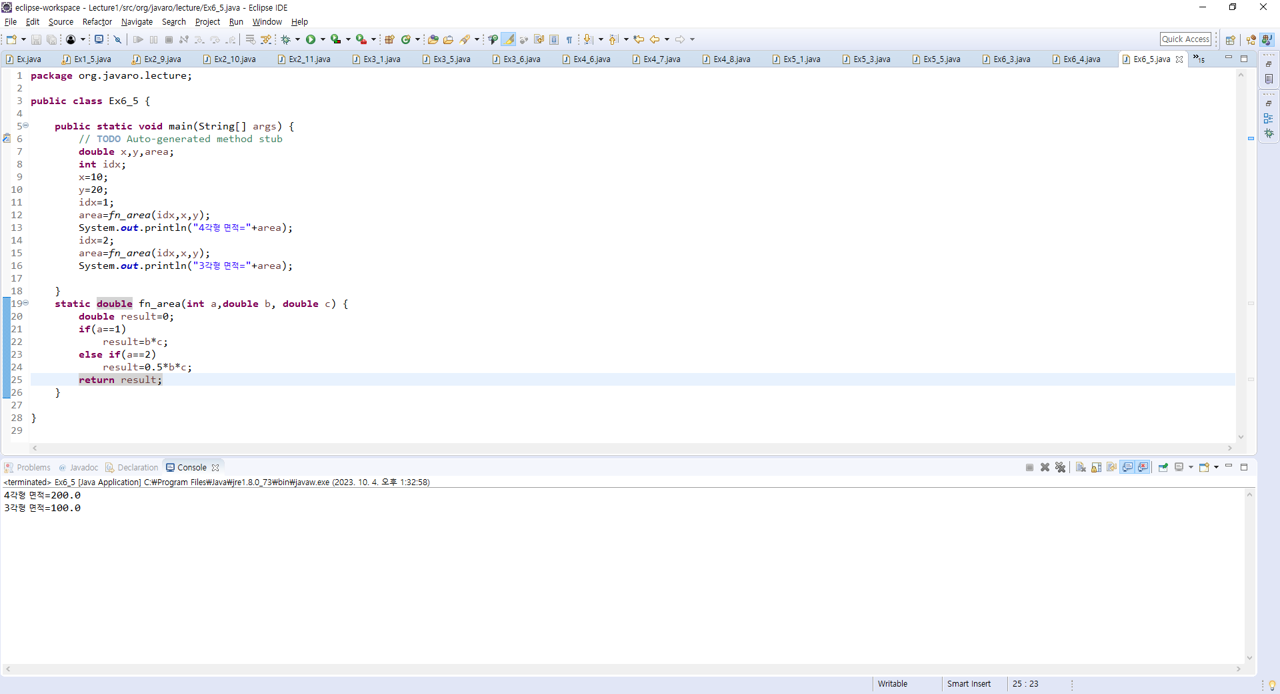 eclipse-workspace - Lecture1/src/org/javaro/lecture/Ex6_5.java - Eclipse IDE
File Edit Source Refactor Navigate Search Project Run Window Help
Quick Access
Ex.java Ex1_5.java Ex2_9.java Ex2_10.java Ex2_11.java Ex3_1.java Ex3_5.java Ex3_6.java Ex4_6.java Ex4_7.java Ex4_8.java Ex5_1.java Ex5_3.java Ex5_5.java Ex6_3.java Ex6_4.java Ex6_5.java »15
1 package org.javaro.lecture;
2
3 public class Ex6_5 {
4
5 public static void main(String[] args) {
6 // TODO Auto-generated method stub
7 double x,y,area;
8 int idx;
9 x=10;
10 y=20;
11 idx=1;
12 area=fn_area(idx,x,y);
13 System.out.println("4각형 면적="+area);
14 idx=2;
15 area=fn_area(idx,x,y);
16 System.out.println("3각형 면적="+area);
17
18 }
19 static double fn_area(int a,double b, double c) {
20 double result=0;
21 if(a==1)
22 result=b*c;
23 else if(a==2)
24 result=0.5*b*c;
25 return result;
26 }
27
28 }
29
Problems Javadoc Declaration Console
<terminated> Ex6_5 [Java Application] C:₩Program Files₩Java₩jre1.8.0_73₩bin₩javaw.exe (2023. 10. 4. 오후 1:32:58)
4각형 면적=200.0
3각형 면적=100.0
Writable Smart Insert 25 : 23